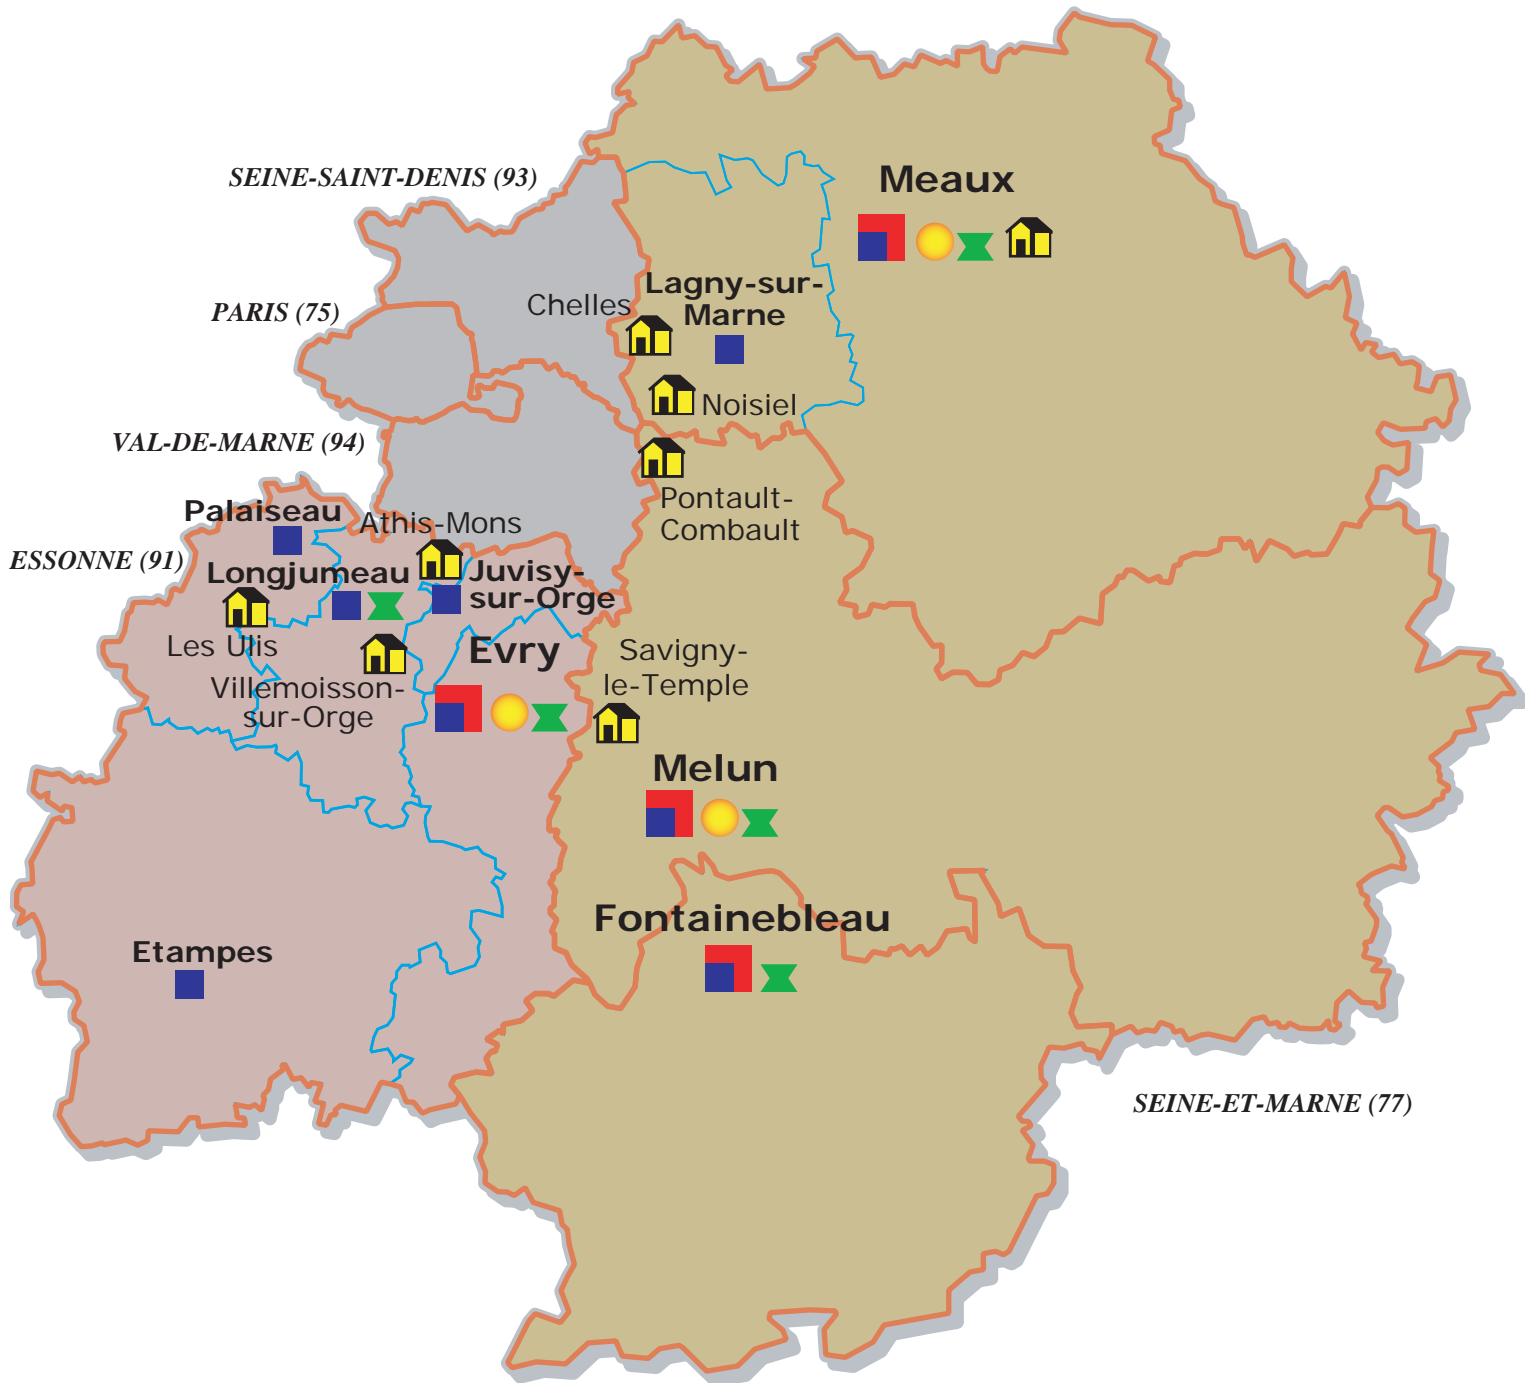 SEINE-SAINT-DENIS (93)
Meaux
Lagny-sur-
Marne
Chelles
PARIS (75)
Noisiel
VAL-DE-MARNE (94)
Pontault-
Combault
Palaiseau
Athis-Mons
ESSONNE (91)
Longjumeau
Juvisy-
sur-Orge
Les Ulis
Evry
Savigny-
le-Temple
Villemoisson-
sur-Orge
Melun
Fontainebleau
Etampes
SEINE-ET-MARNE (77)